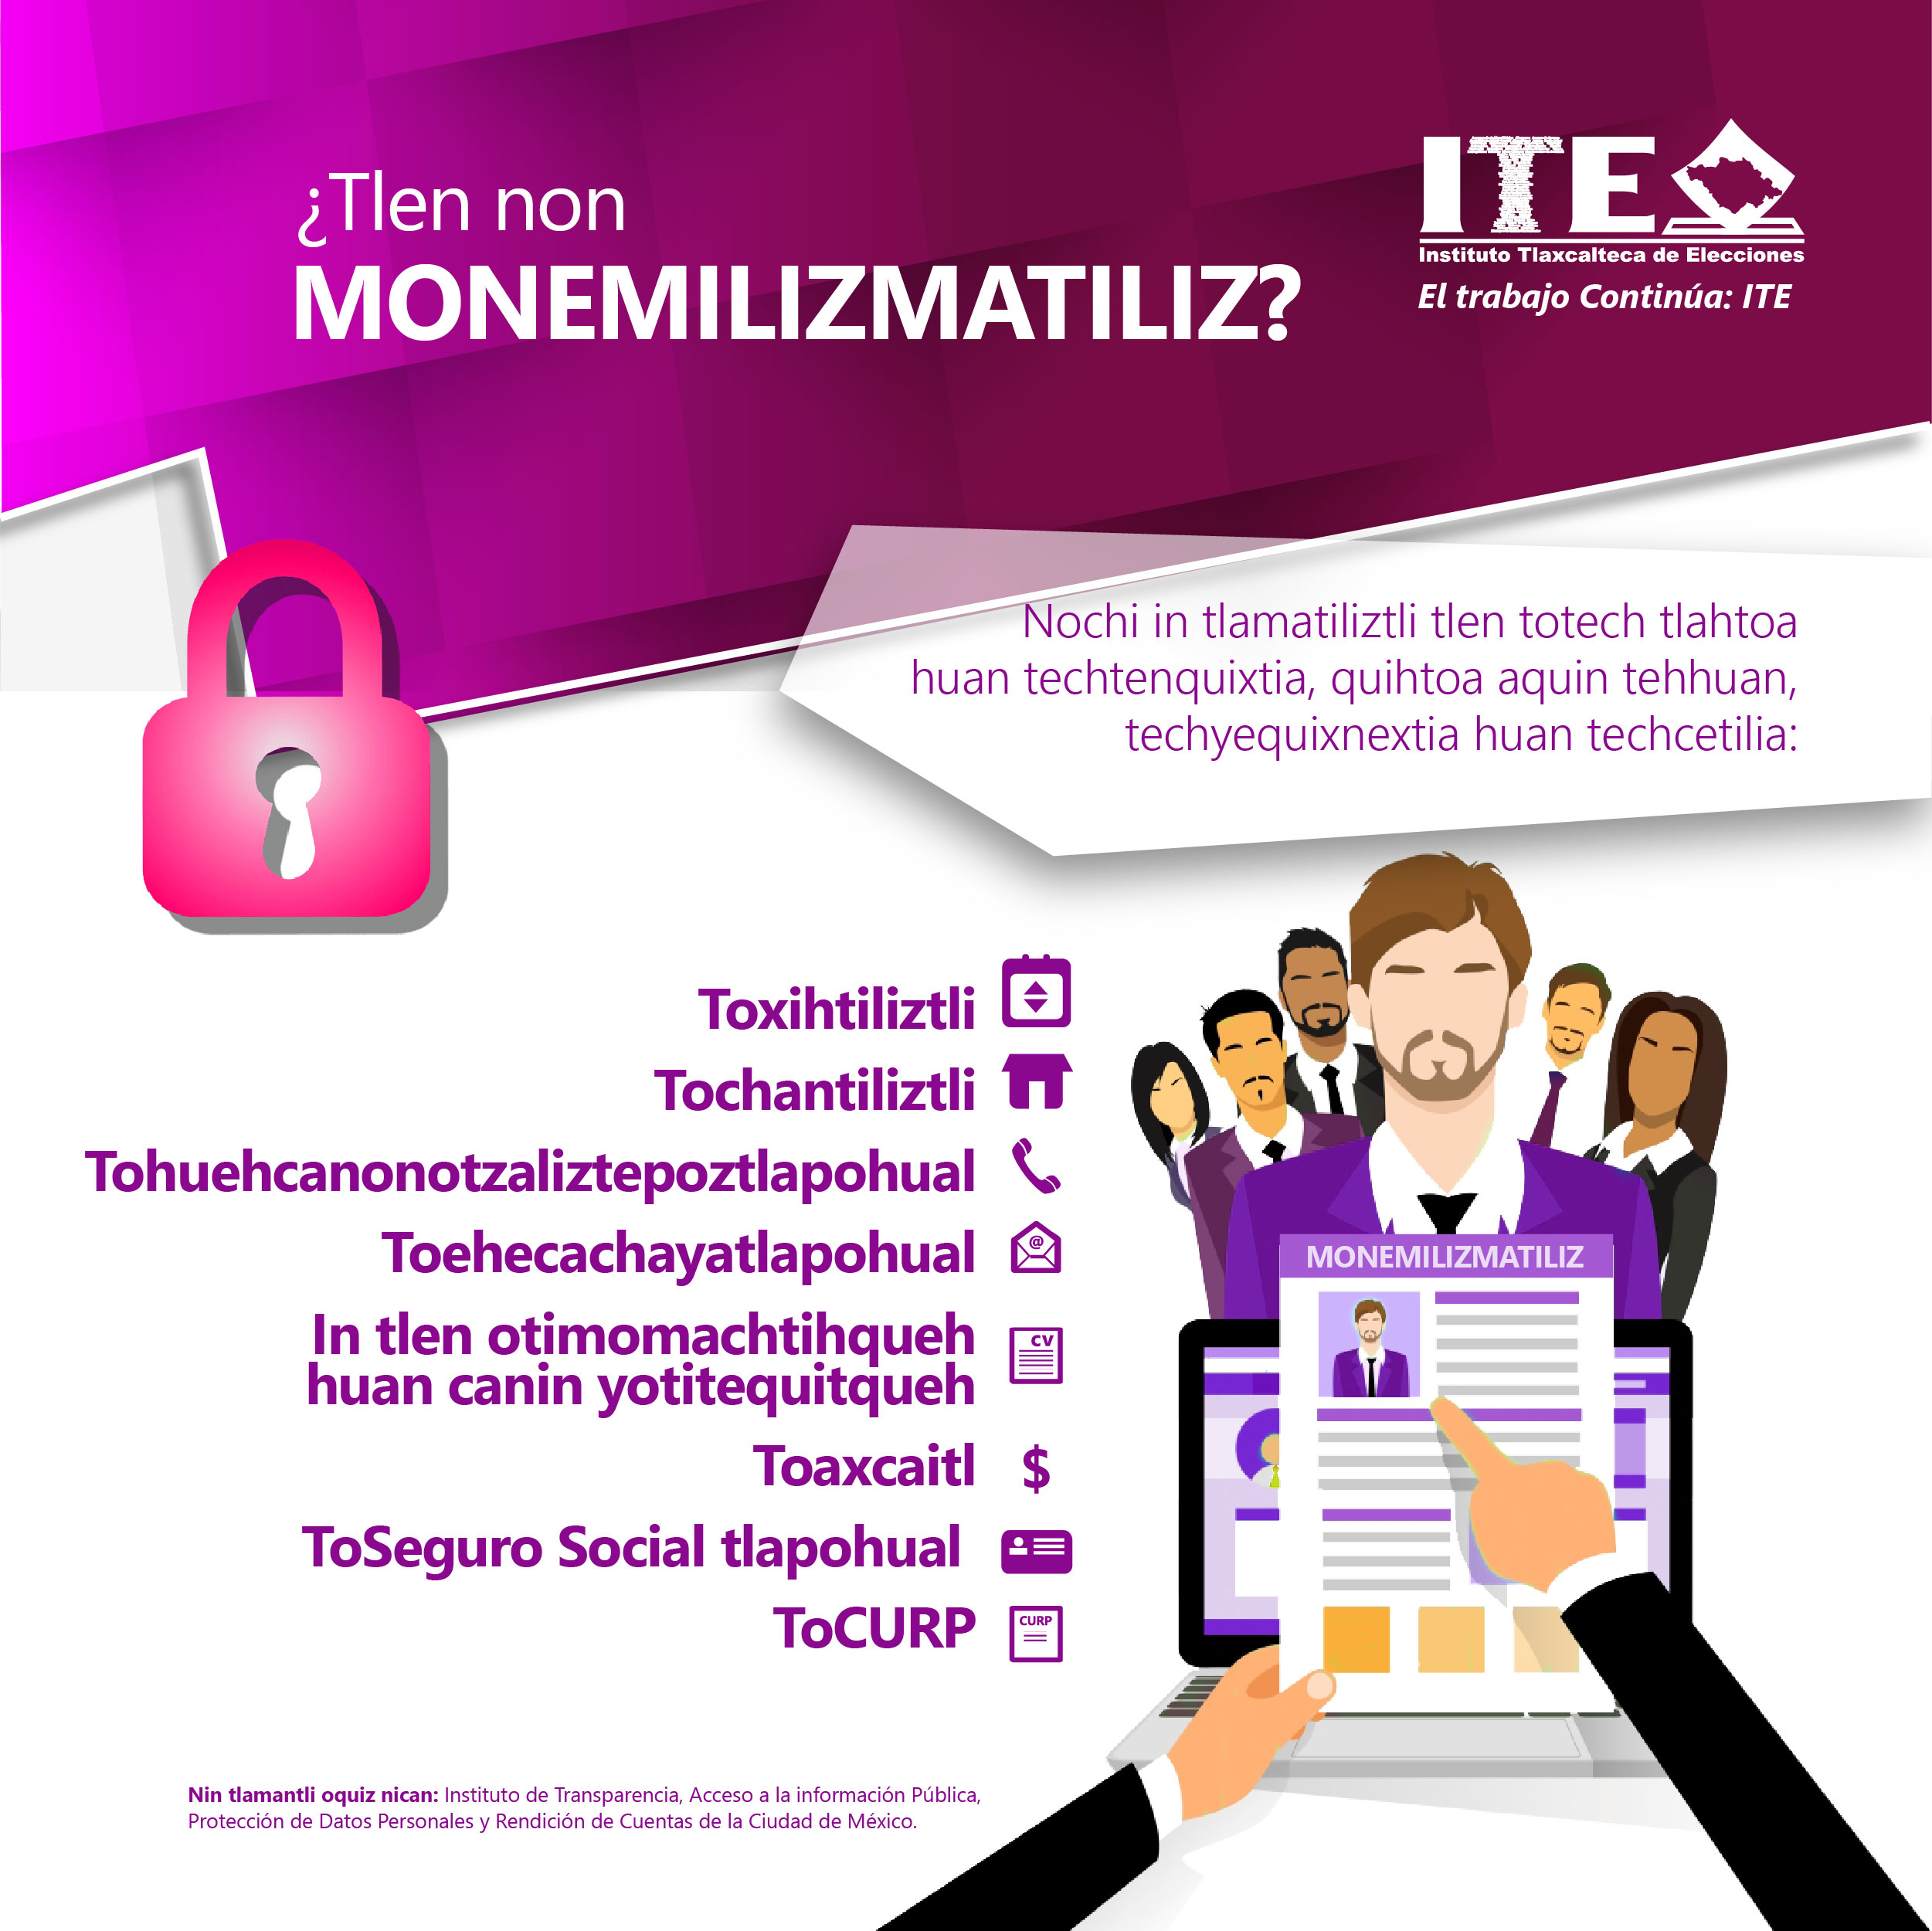 ¿Tlen non
MONEMILIZMATILIZ?
ITE
Instituto Tlaxcalteca de Elecciones
El trabajo Continúa: ITE
Nochi in tlamatiliztli tlen totech tlahtoa
huan techtenquixtia, quihtoa aquin tehhuan,
techyequixnextia huan techcetilia:
Toxihtiliztli
Tochantiliztli
Tohuehcanonotzaliztepoztlapohual
Toehecachayatlapohual
@
In tlen otimomachtihqueh
huan canin yotitequitqueh
CV
Toaxcaitl
$
ToSeguro Social tlapohual
ToCURP
CURP
MONEMILIZMATILIZ
Nin tlamantli oquiz nican: Instituto de Transparencia, Acceso a la información Pública,
Protección de Datos Personales y Rendición de Cuentas de la Ciudad de México.